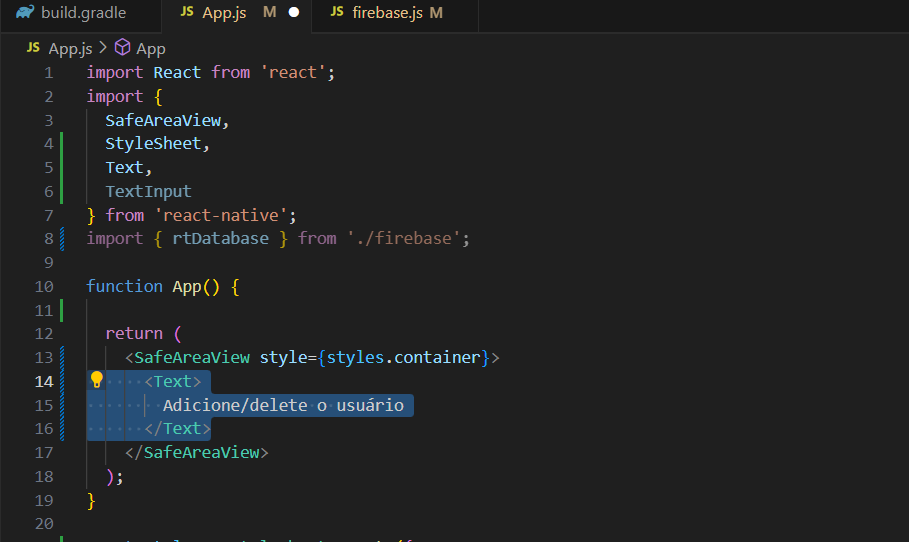 build.gradle
JS App.js M
JS firebase.js M
JS App.js > App
1 import React from 'react';
2 import {
3 SafeAreaView,
4 StyleSheet,
5 Text,
6 TextInput
7 } from 'react-native';
8 import { rtDatabase } from './firebase';
9
10 function App() {
11
12 return (
13 <SafeAreaView style={styles.container}>
14 <Text>
15 Adicione/delete o usuário
16 </Text>
17 </SafeAreaView>
18 );
19 }
20